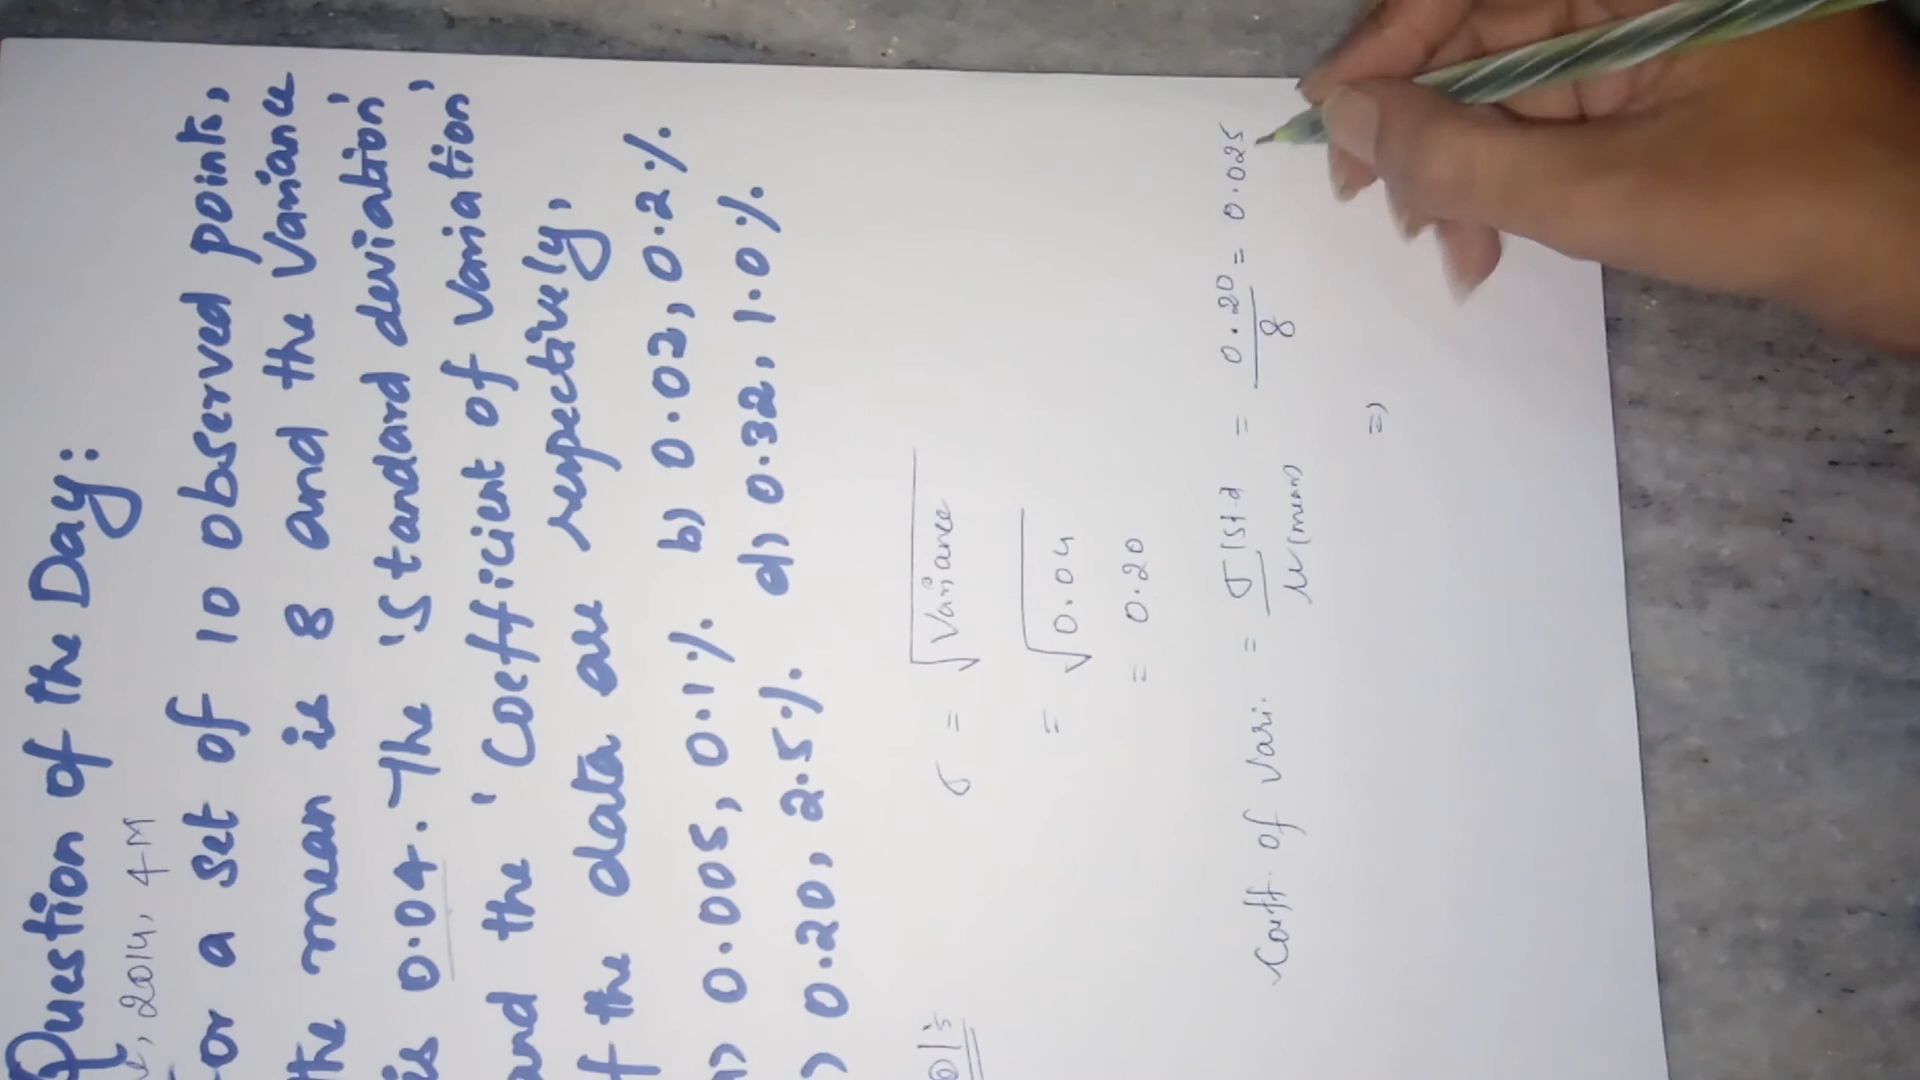 Question of the Day:
, 2014, 4M
or a set of 10 observed points,
the mean is 8 and the Variance
is 0.04. The 'Standard deviation'
and the 'Coefficient of Variation'
f the data are respectively,
) 0.005, 0.1% b) 0.02, 0.2%
) 0.20, 2.5% d) 0.32, 1.0%
σ = √Variance
= √0.04
= 0.20
Coeff. of Vari. = σ(std / μ(mean) = 0.20 / 8 = 0.025
=)